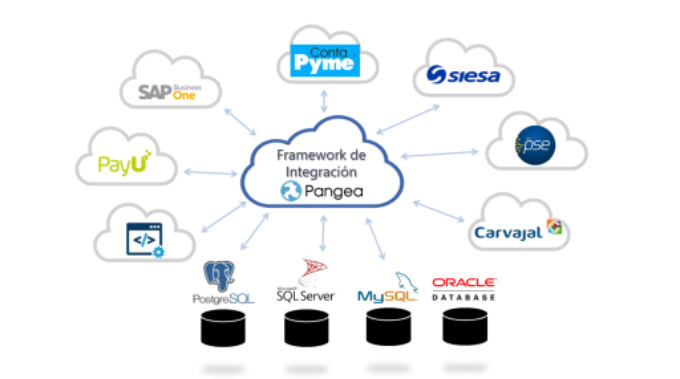 Conta
Pyme
SAP Business
One
siesa
PayU
Framework de
Integración
Pangea
pse
</>
Carvajal
PostgreSQL
Microsoft
SQL Server
MySQL
ORACLE
DATABASE